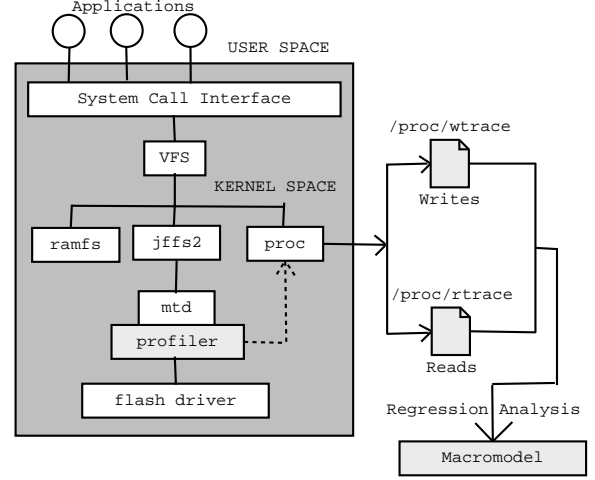 Applications
USER SPACE
System Call Interface
VFS
KERNEL SPACE
ramfs
jffs2
proc
mtd
profiler
flash driver
/proc/wtrace
Writes
/proc/rtrace
Reads
Regression Analysis
Macromodel